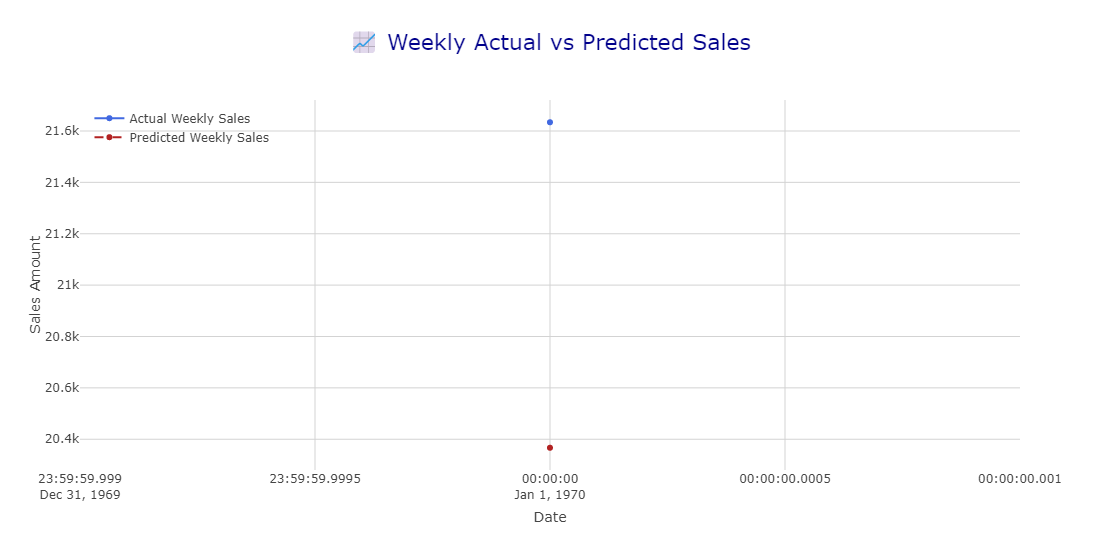 📈 Weekly Actual vs Predicted Sales
Actual Weekly Sales
Predicted Weekly Sales
21.6k
21.4k
21.2k
21k
20.8k
20.6k
20.4k
Sales Amount
23:59:59.999 23:59:59.9995 00:00:00 00:00:00.0005 00:00:00.001
Dec 31, 1969 Jan 1, 1970
Date